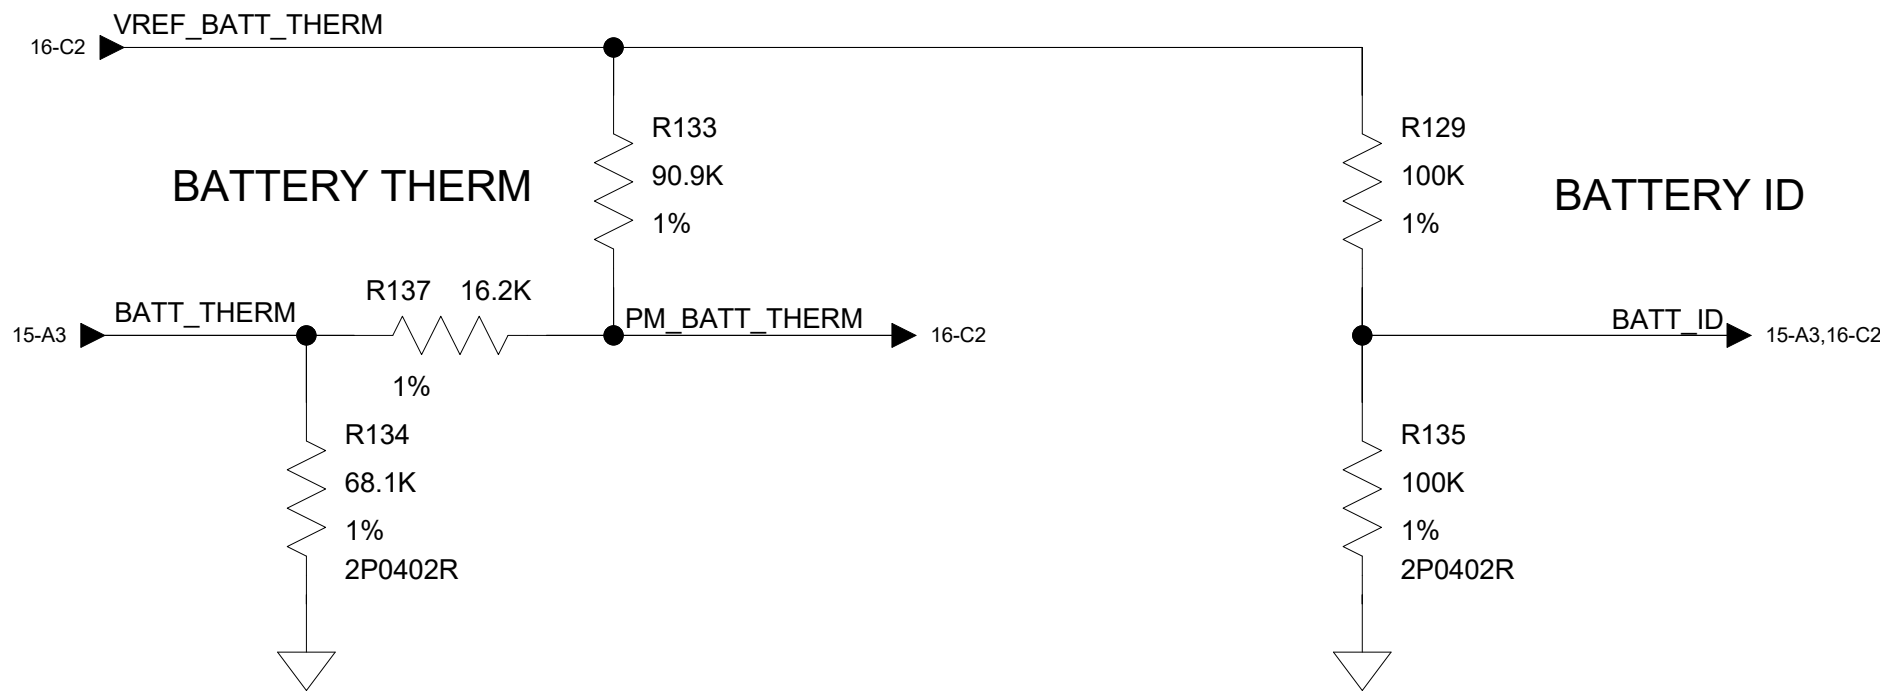 VREF_BATT_THERM
16-C2
R133
90.9K
1%
R129
100K
1%
BATTERY THERM
BATTERY ID
R137 16.2K
1%
15-A3
BATT_THERM
PM_BATT_THERM
16-C2
BATT_ID
15-A3,16-C2
R134
68.1K
1%
2P0402R
R135
100K
1%
2P0402R